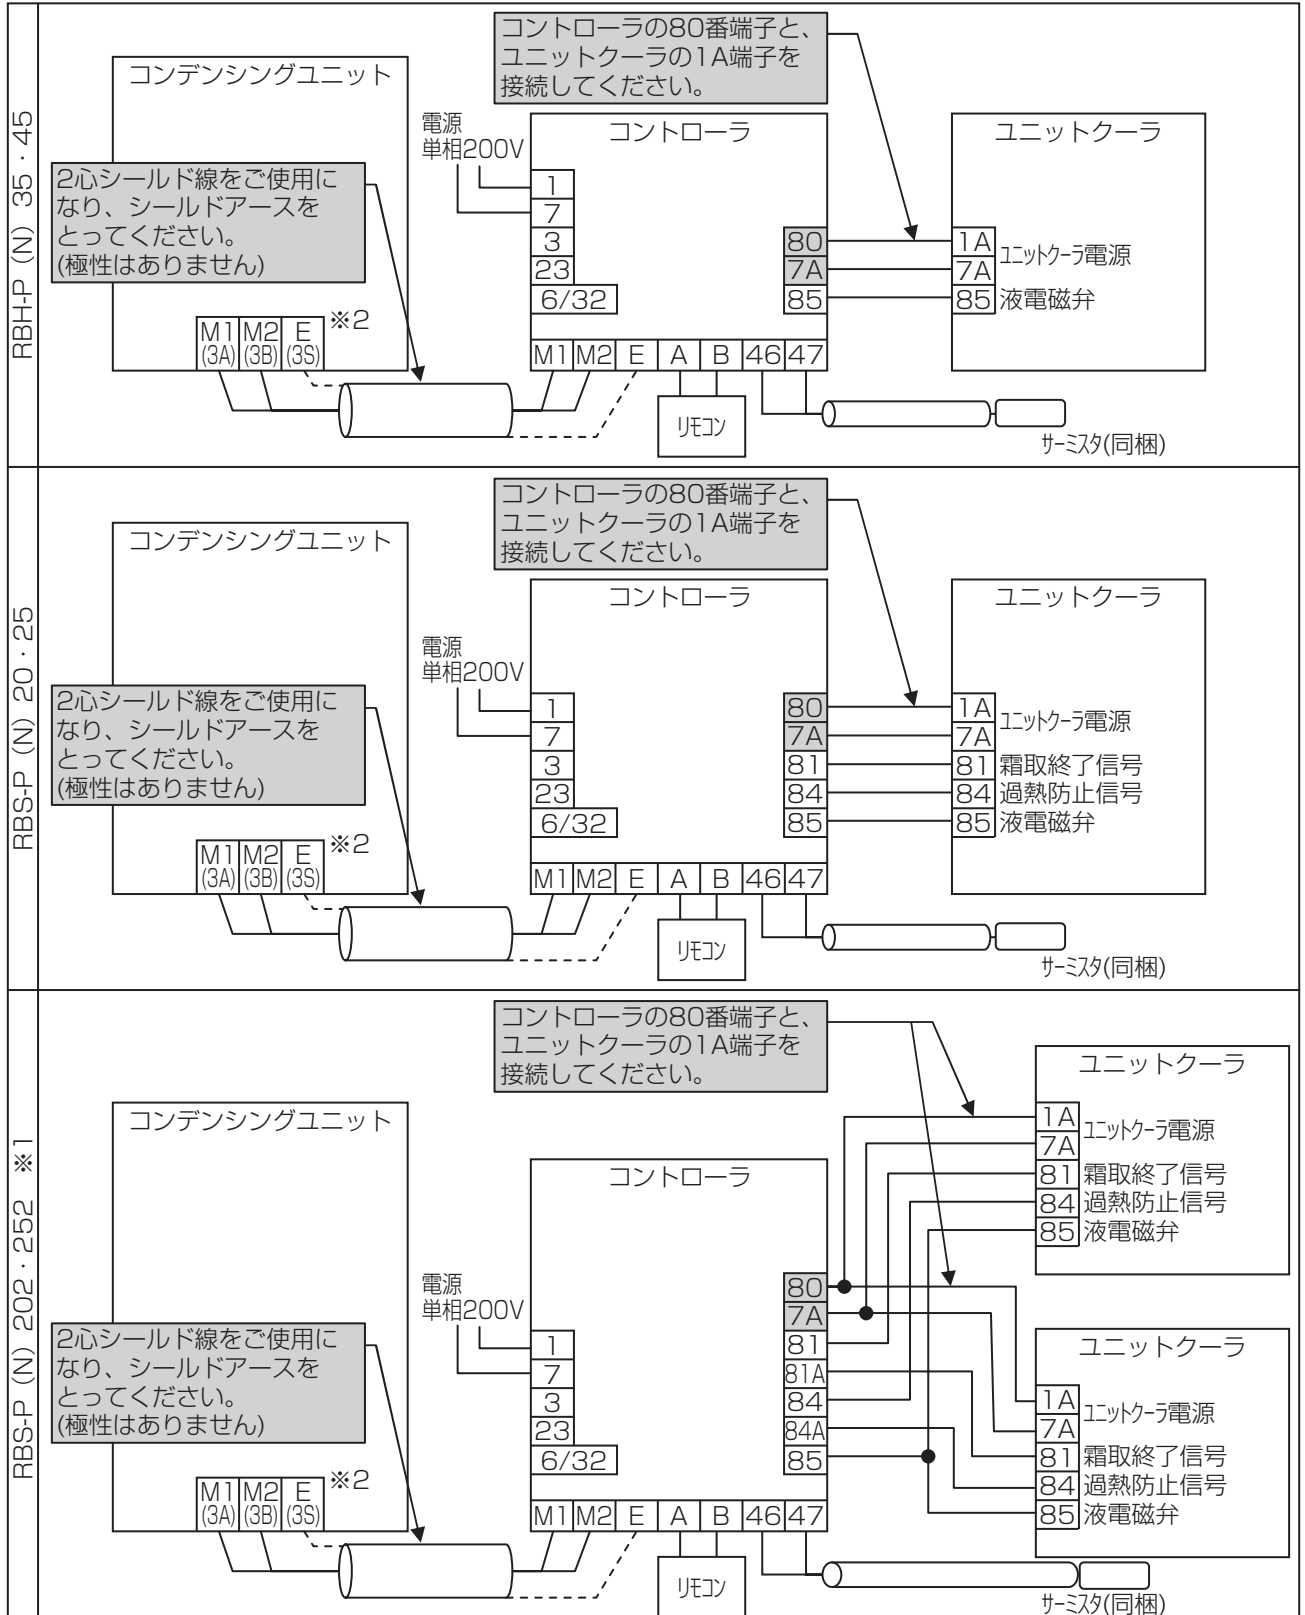 RBH-P (N) 35・45
コントローラの80番端子と、
ユニットクーラの1A端子を
接続してください。
コンデンシングユニット
電源
単相200V
コントローラ
ユニットクーラ
2心シールド線をご使用に
なり、シールドアースを
とってください。
(極性はありません)
1
7
3
23
6/32
80
7A
85
1A
7A
85
ユニットクーラ電源
液電磁弁
M1 M2 E ※2
(3A) (3B) (3S)
M1 M2 E A B 46 47
リモコン
サーミスタ(同梱)
RBS-P (N) 20・25
コントローラの80番端子と、
ユニットクーラの1A端子を
接続してください。
コンデンシングユニット
電源
単相200V
コントローラ
ユニットクーラ
2心シールド線をご使用に
なり、シールドアースを
とってください。
(極性はありません)
1
7
3
23
6/32
80
7A
81
84
85
1A
7A
81
84
85
ユニットクーラ電源
霜取終了信号
過熱防止信号
液電磁弁
M1 M2 E ※2
(3A) (3B) (3S)
M1 M2 E A B 46 47
リモコン
サーミスタ(同梱)
RBS-P (N) 202・252 ※1
コントローラの80番端子と、
ユニットクーラの1A端子を
接続してください。
ユニットクーラ
1A
7A
81
84
85
ユニットクーラ電源
霜取終了信号
過熱防止信号
液電磁弁
コンデンシングユニット
コントローラ
電源
単相200V
2心シールド線をご使用に
なり、シールドアースを
とってください。
(極性はありません)
1
7
3
23
6/32
80
7A
81
81A
84
84A
85
ユニットクーラ
1A
7A
81
84
85
ユニットクーラ電源
霜取終了信号
過熱防止信号
液電磁弁
M1 M2 E ※2
(3A) (3B) (3S)
M1 M2 E A B 46 47
リモコン
サーミスタ(同梱)